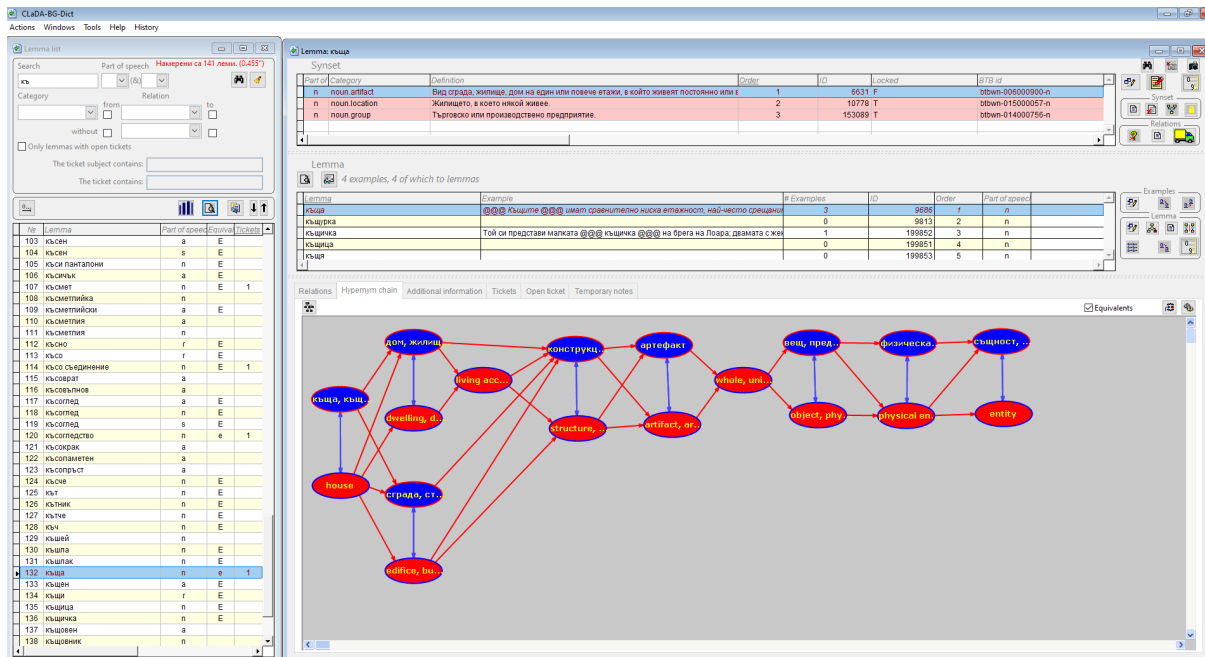 CLaDA-BG-Dict
Actions Windows Tools Help History
Lemma list
Search Part of speech Намерени са 141 леми. (0,455")
къ (&)
Category Relation
from to
without
Only lemmas with open tickets
The ticket subject contains:
The ticket contains:
№ Lemma Part of speec Equival Tickets
103 късен a E
104 късен s E
105 къси панталони n E
106 късичък a E
107 късмет n E 1
108 късметлийка n
109 късметлийски a E
110 късметлия a
111 късметлия n
112 късно r E
113 късо r E
114 късо съединение n E 1
115 късоврат a
116 късовълнов a
117 късоглед a E
118 късоглед n E
119 късоглед s E
120 късогледство n e 1
121 късокрак a
122 късопаметен a
123 късопръст a
124 късче n E
125 кът n E
126 кътник n E
127 кътче n E
128 къч n E
129 къшей n
130 къшла n E
131 къшлак n E
132 къща n e 1
133 къщен a E
134 къщи r E
135 къщица n E
136 къщичка n E
137 къщовен a
138 къщовник n
Lemma: къща
Synset
Part of Category Definition Order ID Locked BTB id
n noun.artifact Вид сграда, жилище, дом на един или повече етажи, в който живеят постоянно или в 1 6631 F btbwn-006000900-n
n noun.location Жилището, в което някой живее. 2 10778 T btbwn-015000057-n
n noun.group Търговско или производствено предприятие. 3 153089 T btbwn-014000756-n
Synset
Relations
Lemma
4 examples, 4 of which to lemmas
Lemma Example # Examples ID Order Part of speec
къща @@@ Къщите @@@ имат сравнително ниска етажност, най-често срещани 3 9686 1 n
къщурка 0 9813 2 n
къщичка Той си представи малката @@@ къщичка @@@ на брега на Лоара; двамата с жен 1 199852 3 n
къщица 0 199851 4 n
къщя 0 199853 5 n
Examples
Lemma
Relations Hypernym chain Additional information Tickets Open ticket Temporary notes
Equivalents
дом, жилищ
конструкц..
артефакт
вещ, пред..
физическа..
същност, ..
living acc...
whole, uni..
къща, къщ..
dwelling, d..
structure, ..
artifact, ar..
object, phy..
physical en..
entity
house
сграда, ст..
edifice, bu..